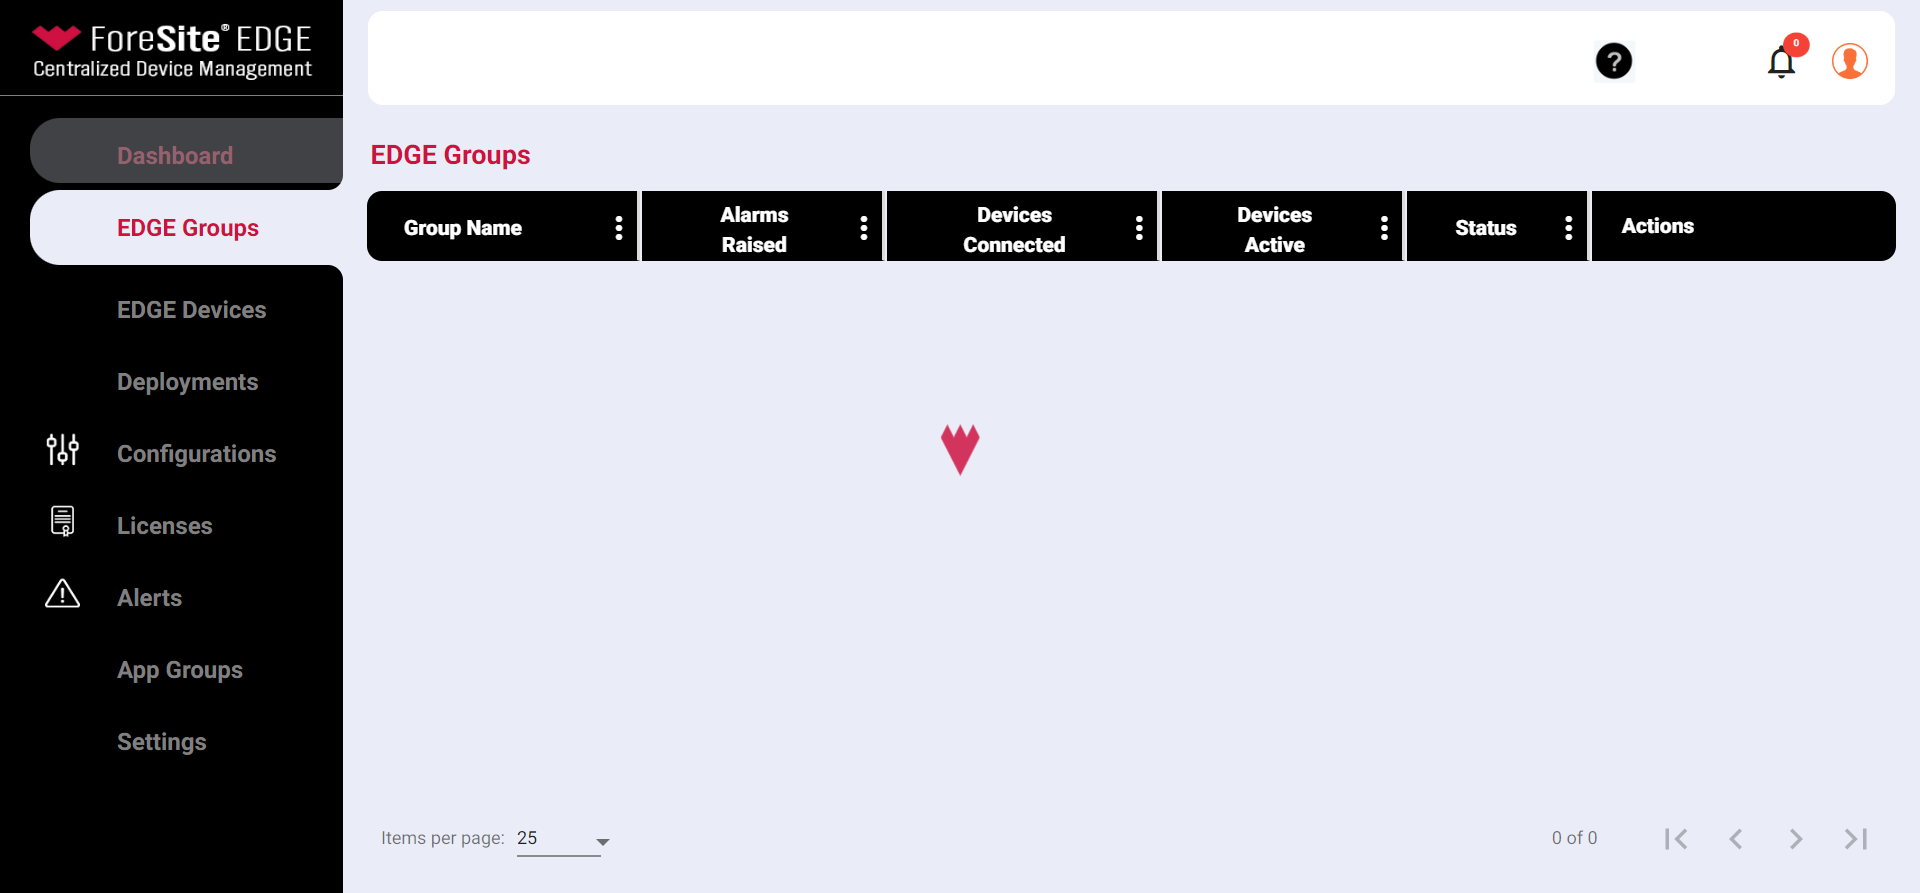 ForeSite® EDGE
Centralized Device Management
Dashboard
EDGE Groups
EDGE Devices
Deployments
Configurations
Licenses
Alerts
App Groups
Settings
?
0
EDGE Groups
Group Name
Alarms
Raised
Devices
Connected
Devices
Active
Status
Actions
Items per page: 25
0 of 0